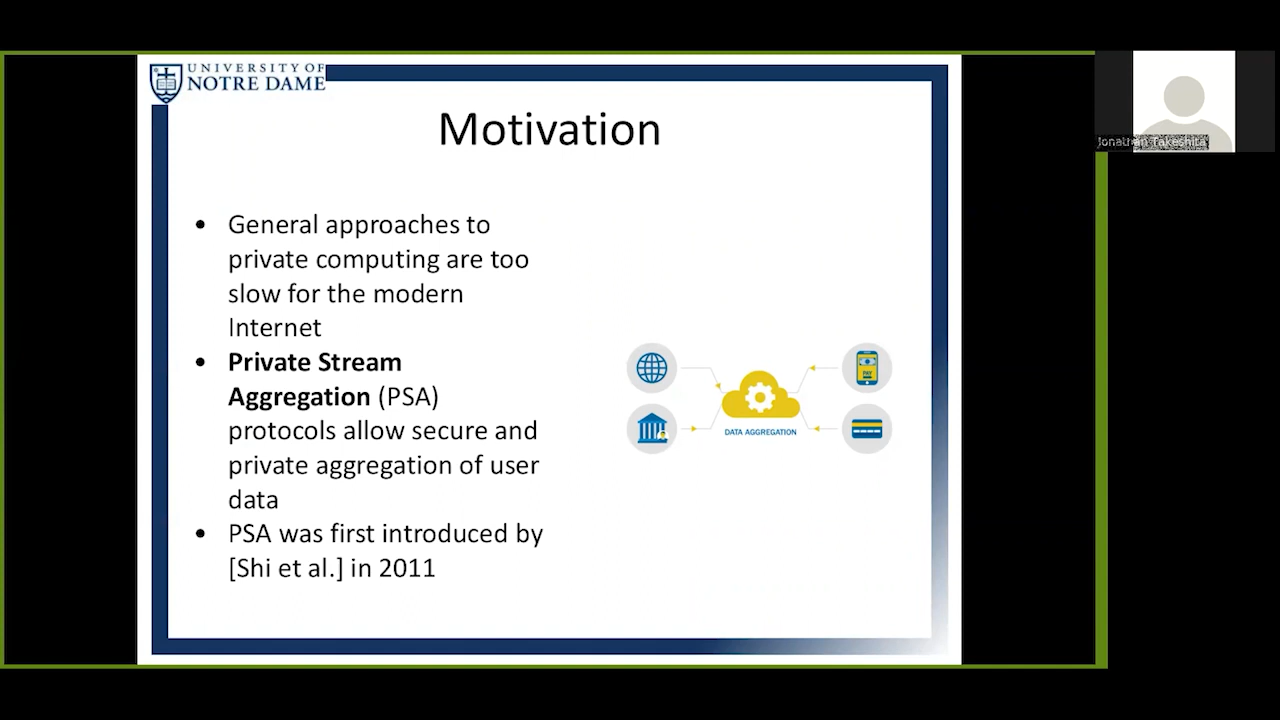 UNIVERSITY OF
NOTRE DAME
Jonathan Takeshita
Motivation
• General approaches to
private computing are too
slow for the modern
Internet
• Private Stream
Aggregation (PSA)
protocols allow secure and
private aggregation of user
data
• PSA was first introduced by
[Shi et al.] in 2011
PAY
DATA AGGREGATION